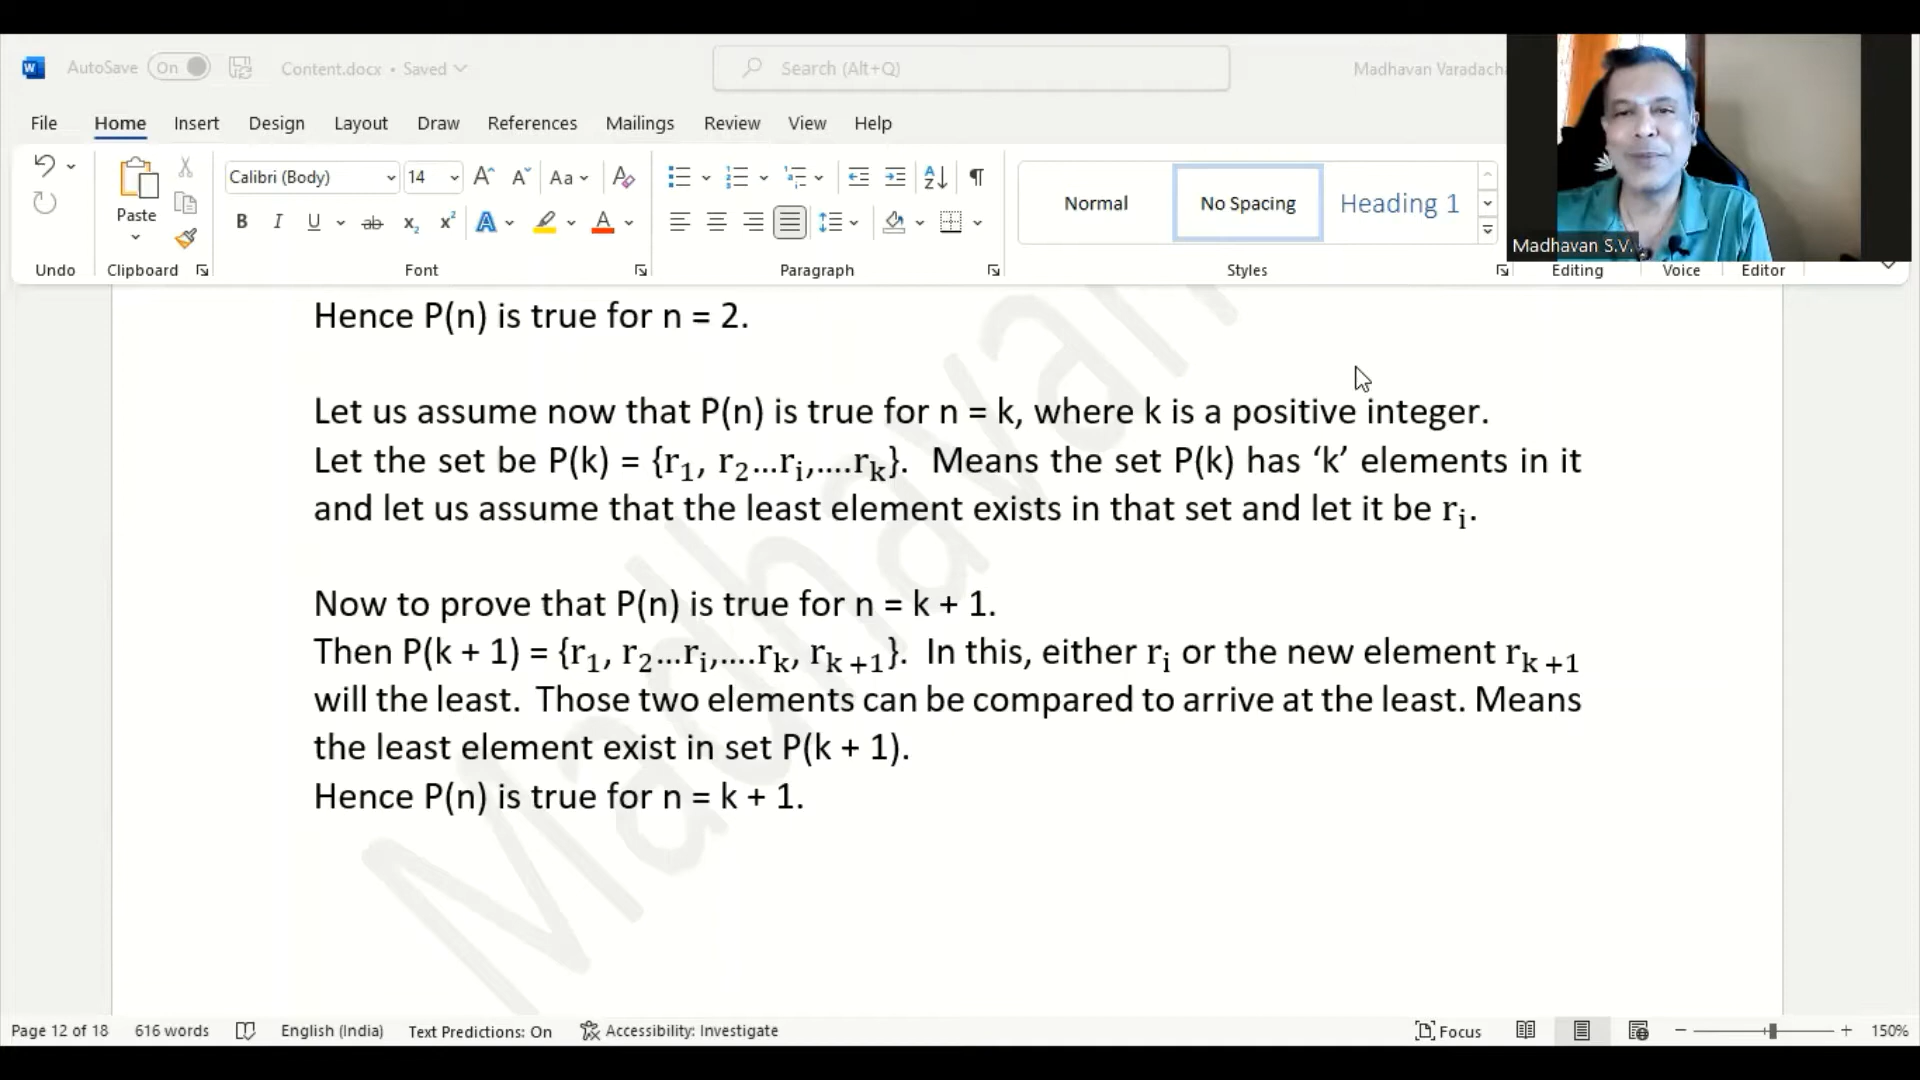 AutoSave On Content.docx • Saved Search (Alt+Q) Madhavan Varadacha
File Home Insert Design Layout Draw References Mailings Review View Help
Calibri (Body) 14 Aa
Paste
B I U ab x₂ x² A A
Normal No Spacing Heading 1
Madhavan S.V.
Undo Clipboard Font Paragraph Styles Editing Voice Editor
Hence P(n) is true for n = 2.
Let us assume now that P(n) is true for n = k, where k is a positive integer.
Let the set be P(k) = {r₁, r₂...rᵢ,....rₖ}. Means the set P(k) has ‘k’ elements in it
and let us assume that the least element exists in that set and let it be rᵢ.
Now to prove that P(n) is true for n = k + 1.
Then P(k + 1) = {r₁, r₂...rᵢ,....rₖ, rₖ ₊₁}. In this, either rᵢ or the new element rₖ ₊₁
will the least. Those two elements can be compared to arrive at the least. Means
the least element exist in set P(k + 1).
Hence P(n) is true for n = k + 1.
Madhavan
Page 12 of 18 616 words English (India) Text Predictions: On Accessibility: Investigate Focus 150%